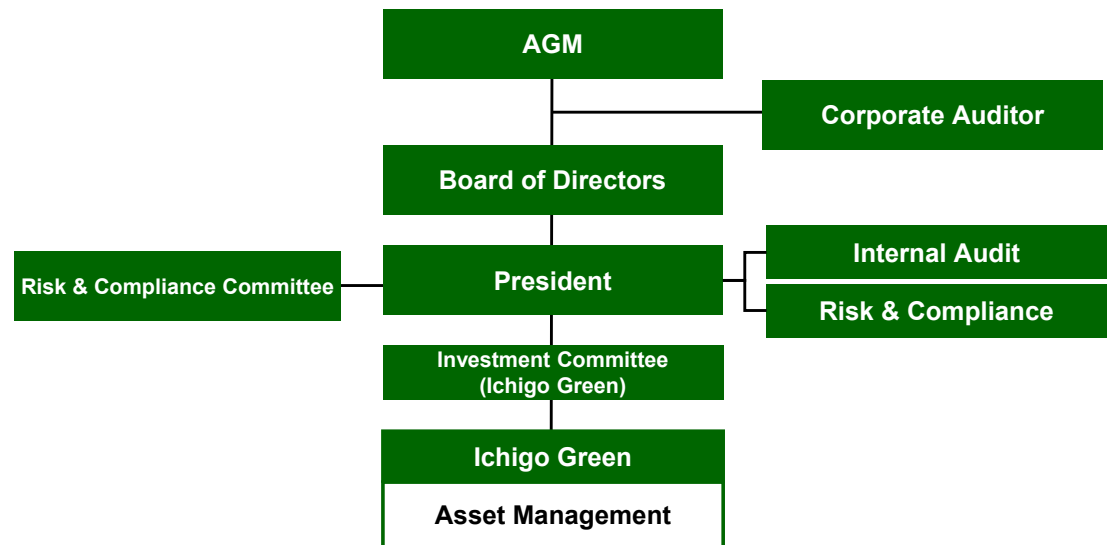 AGM
Corporate Auditor
Board of Directors
Risk & Compliance Committee
President
Internal Audit
Risk & Compliance
Investment Committee
(Ichigo Green)
Ichigo Green
Asset Management